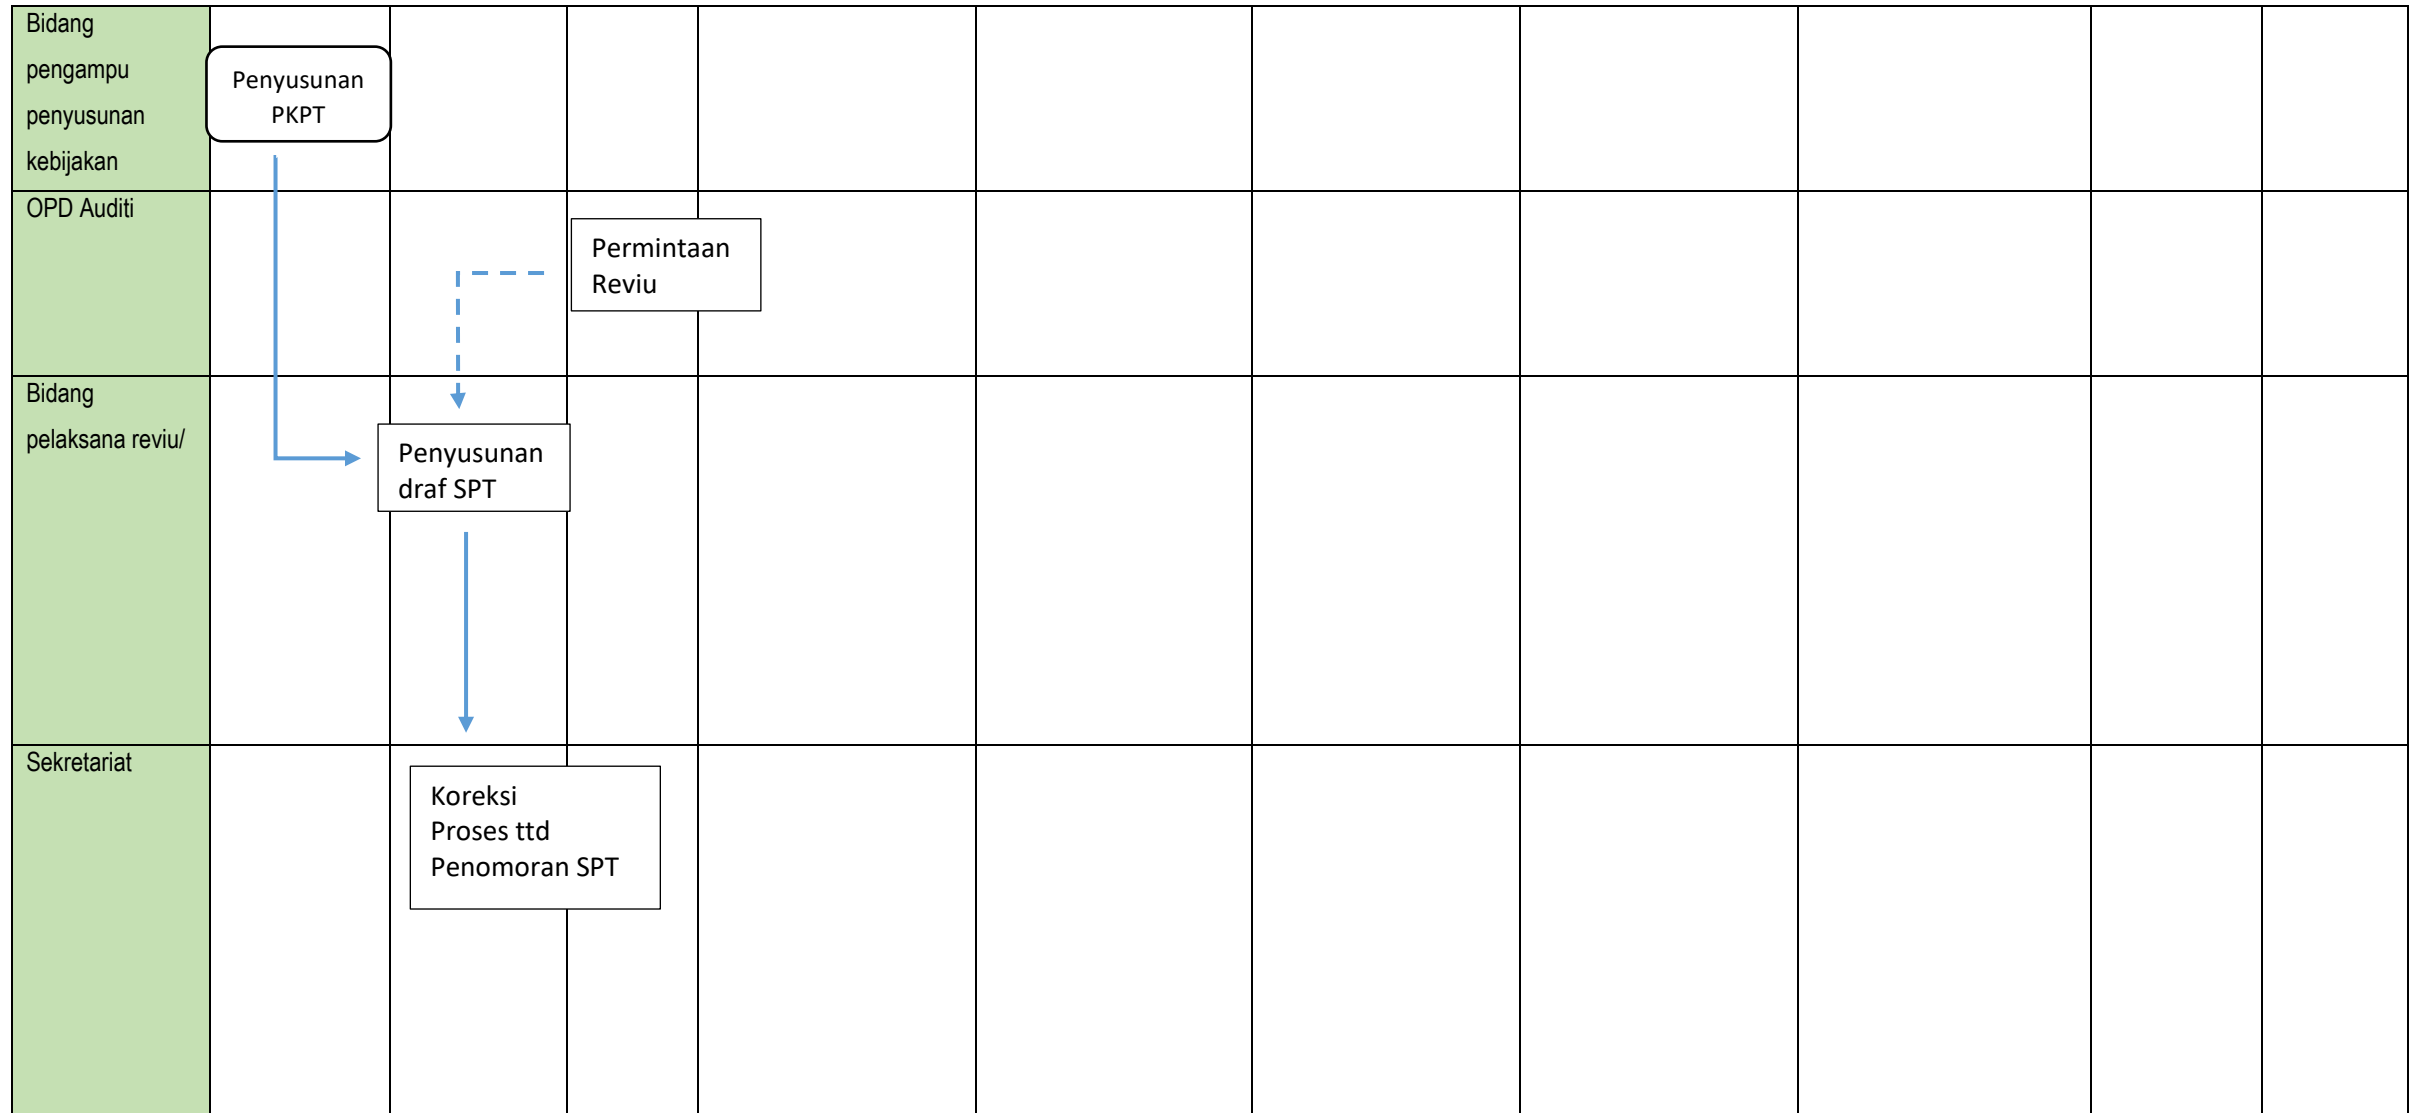 Bidang
pengampu
penyusunan
kebijakan
Penyusunan
PKPT
OPD Auditi
Permintaan
Reviu
Bidang
pelaksana reviu/
Penyusunan
draf SPT
Sekretariat
Koreksi
Proses ttd
Penomoran SPT